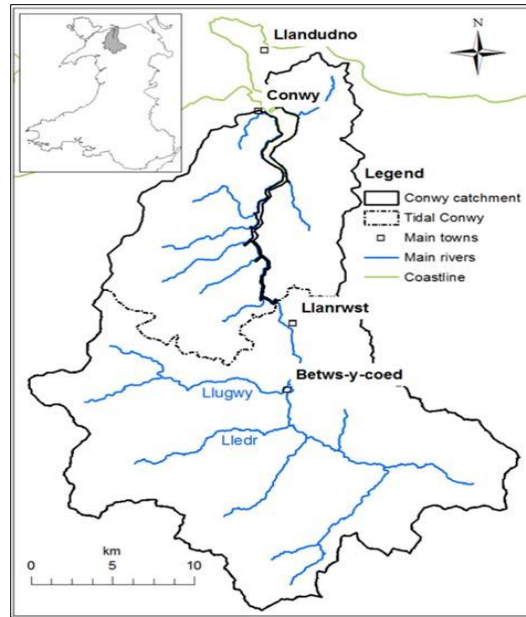 Llandudno
N
Conwy
Legend
Conwy catchment
Tidal Conwy
Main towns
Main rivers
Coastline
Llanrwst
Betws-y-coed
Llugwy
Lledr
km
0 5 10